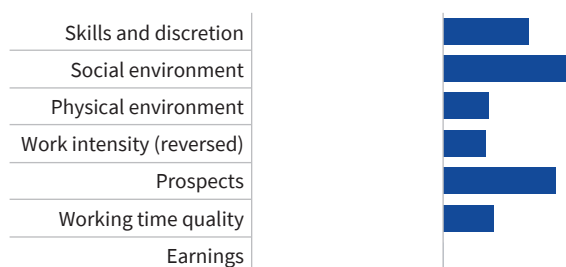 Skills and discretion
Social environment
Physical environment
Work intensity (reversed)
Prospects
Working time quality
Earnings